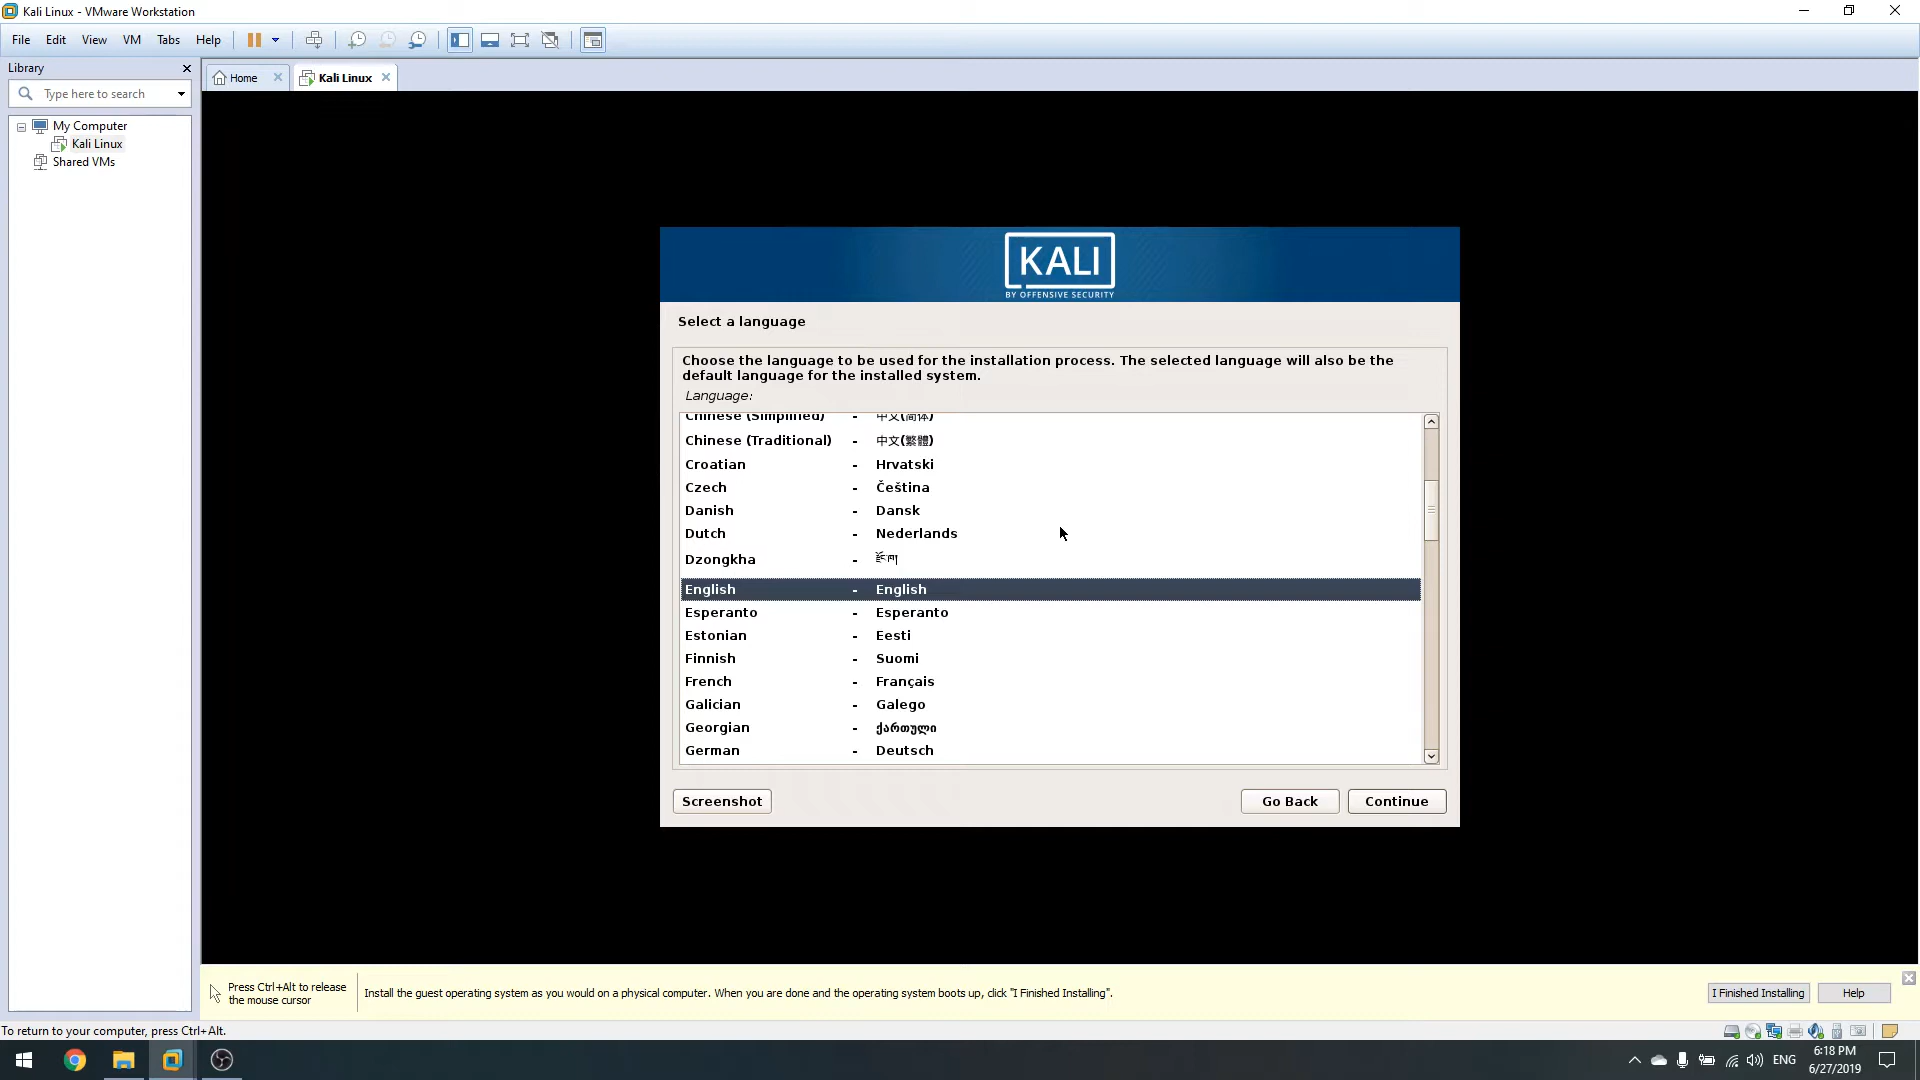 Kali Linux - VMware Workstation
File Edit View VM Tabs Help
Library
Type here to search
My Computer
Kali Linux
Shared VMs
Home
Kali Linux
KALI
BY OFFENSIVE SECURITY
Select a language
Choose the language to be used for the installation process. The selected language will also be the
default language for the installed system.
Language:
Chinese (Simplified) - 中文(简体)
Chinese (Traditional) - 中文(繁體)
Croatian - Hrvatski
Czech - Čeština
Danish - Dansk
Dutch - Nederlands
Dzongkha - རྫོང་ཁ།
English - English
Esperanto - Esperanto
Estonian - Eesti
Finnish - Suomi
French - Français
Galician - Galego
Georgian - ქართული
German - Deutsch
Screenshot
Go Back
Continue
Press Ctrl+Alt to release
the mouse cursor
Install the guest operating system as you would on a physical computer. When you are done and the operating system boots up, click "I Finished Installing".
I Finished Installing
Help
To return to your computer, press Ctrl+Alt.
ENG
6:18 PM
6/27/2019